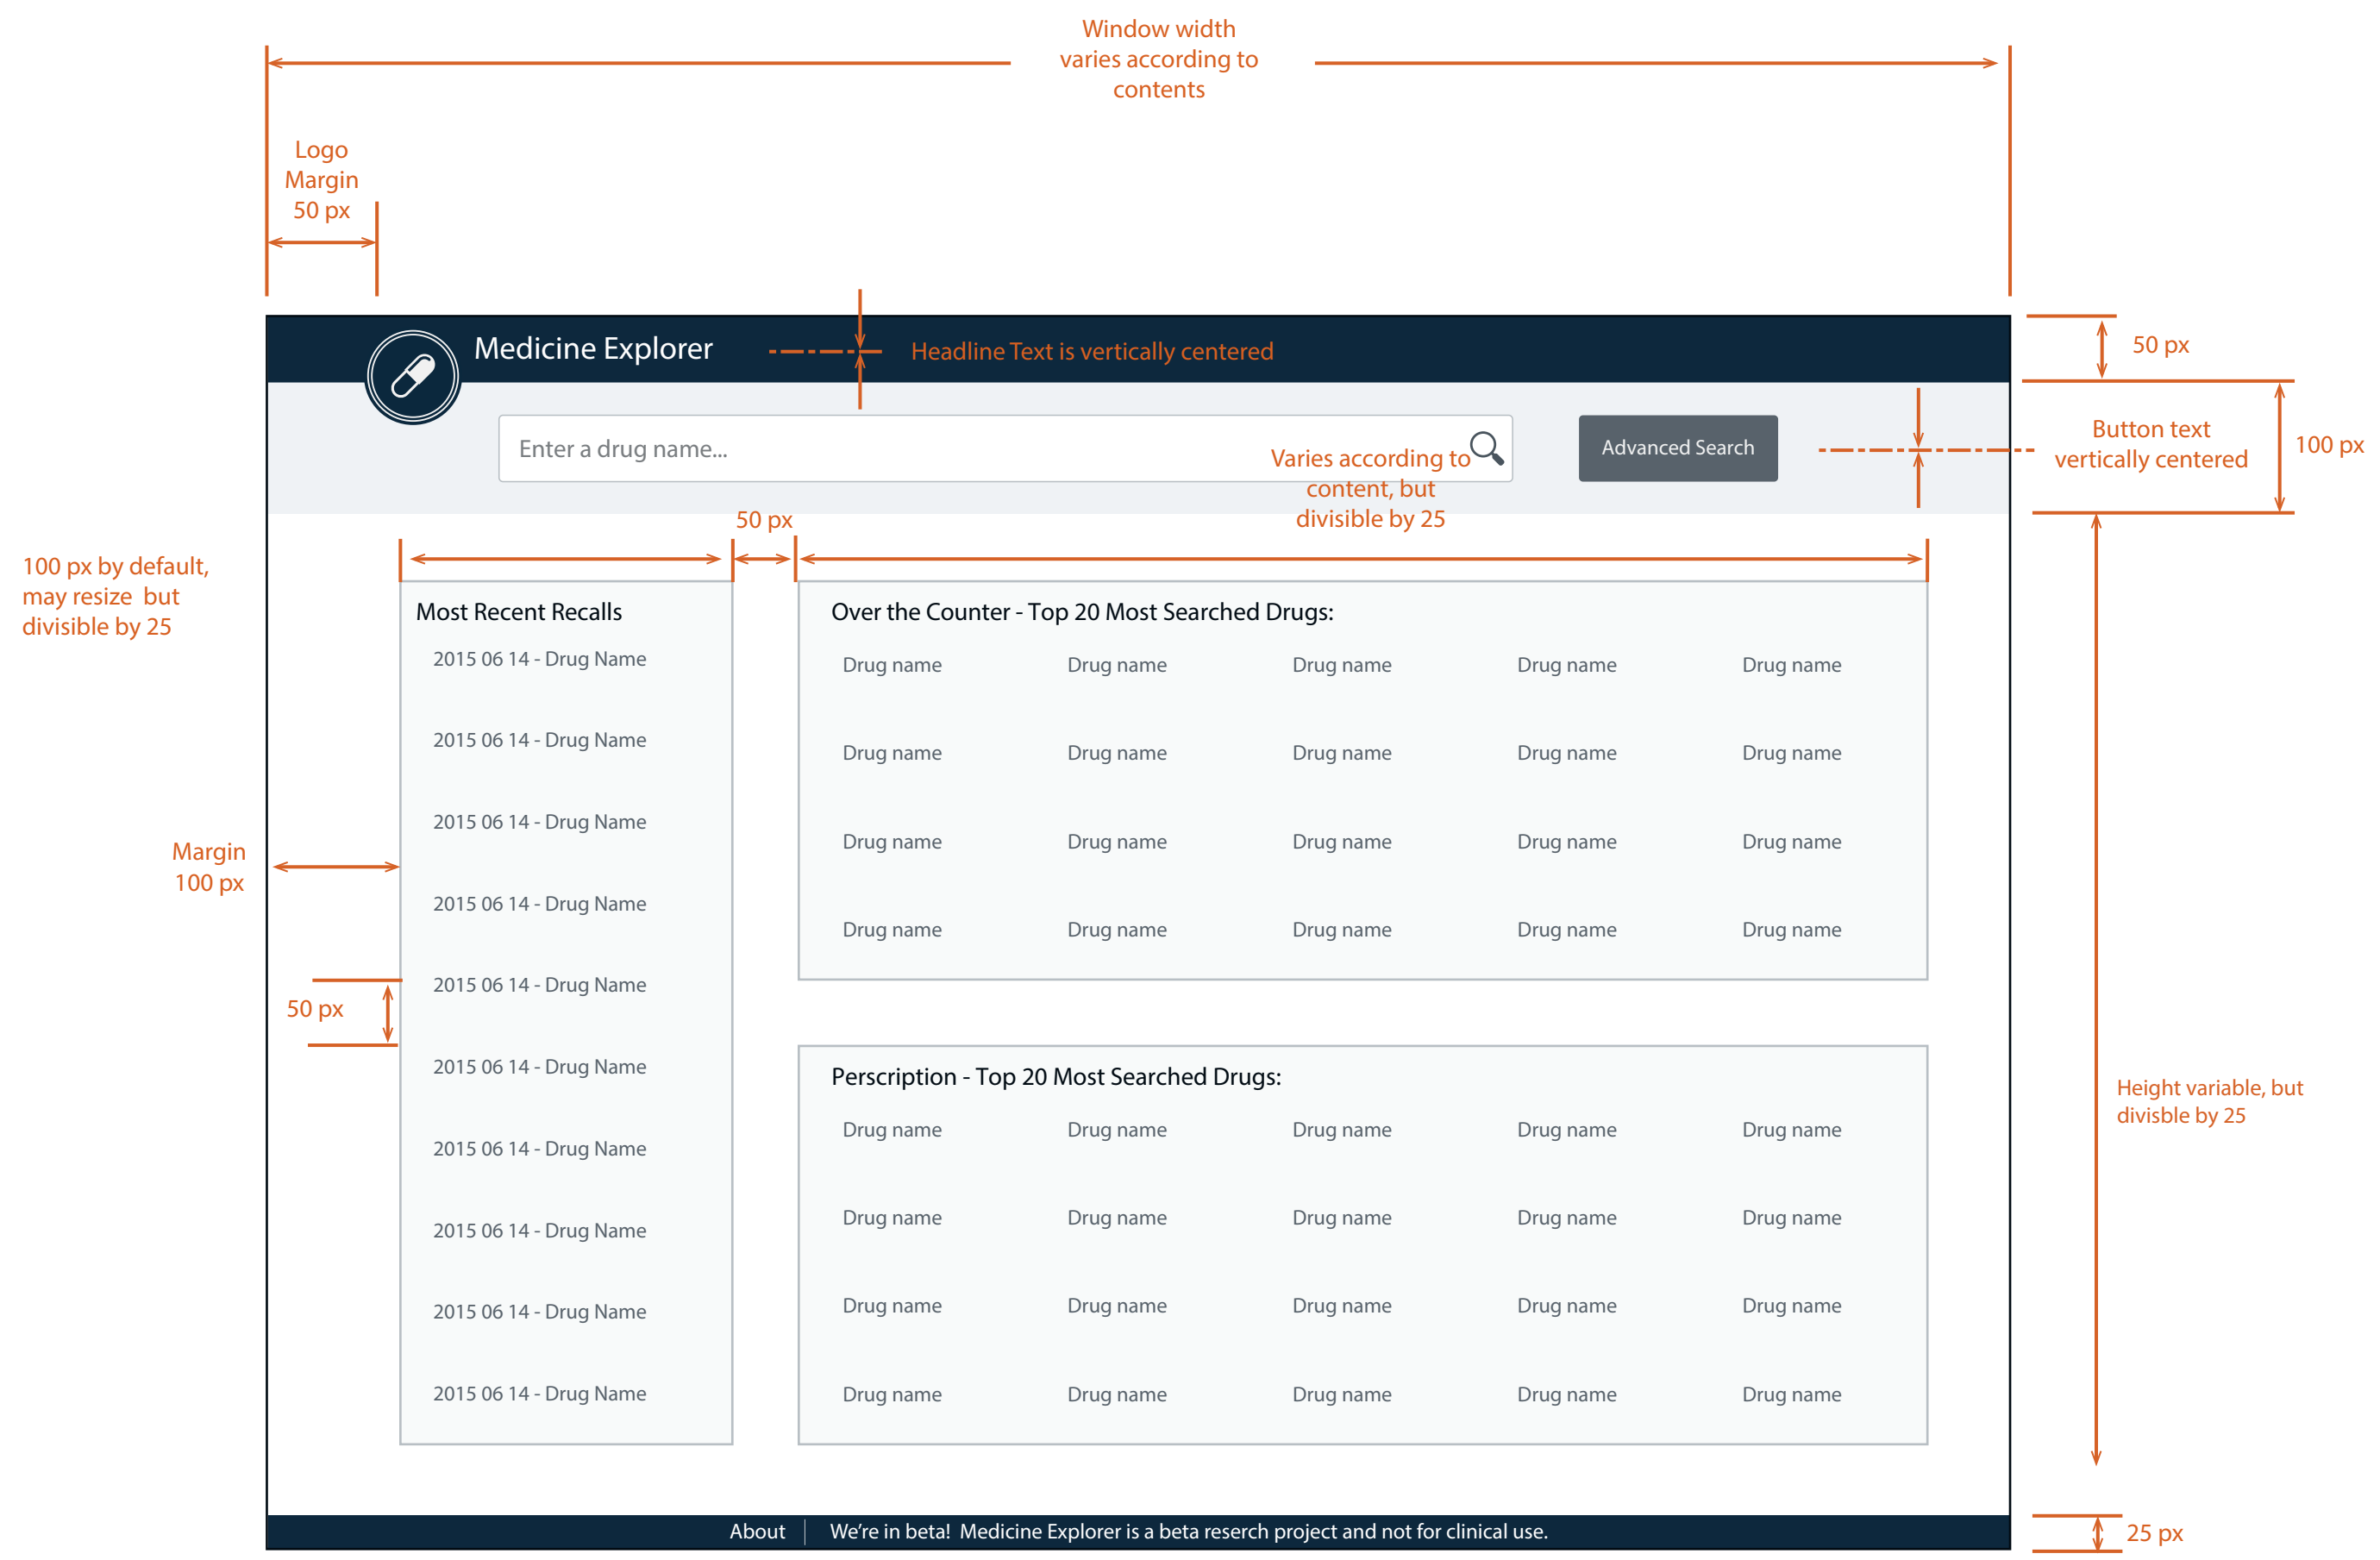 Window width
varies according to
contents
Logo
Margin
50 px
Medicine Explorer
Headline Text is vertically centered
50 px
Enter a drug name...
Advanced Search
Button text
vertically centered
100 px
Varies according to
content, but
divisible by 25
50 px
100 px by default,
may resize  but
divisible by 25
Most Recent Recalls
2015 06 14 - Drug Name
2015 06 14 - Drug Name
2015 06 14 - Drug Name
2015 06 14 - Drug Name
2015 06 14 - Drug Name
2015 06 14 - Drug Name
2015 06 14 - Drug Name
2015 06 14 - Drug Name
2015 06 14 - Drug Name
2015 06 14 - Drug Name
Margin
100 px
50 px
Over the Counter - Top 20 Most Searched Drugs:
Drug name Drug name Drug name Drug name Drug name
Drug name Drug name Drug name Drug name Drug name
Drug name Drug name Drug name Drug name Drug name
Drug name Drug name Drug name Drug name Drug name
Perscription - Top 20 Most Searched Drugs:
Drug name Drug name Drug name Drug name Drug name
Drug name Drug name Drug name Drug name Drug name
Drug name Drug name Drug name Drug name Drug name
Drug name Drug name Drug name Drug name Drug name
Height variable, but
divisble by 25
About | We're in beta!  Medicine Explorer is a beta reserch project and not for clinical use.
25 px